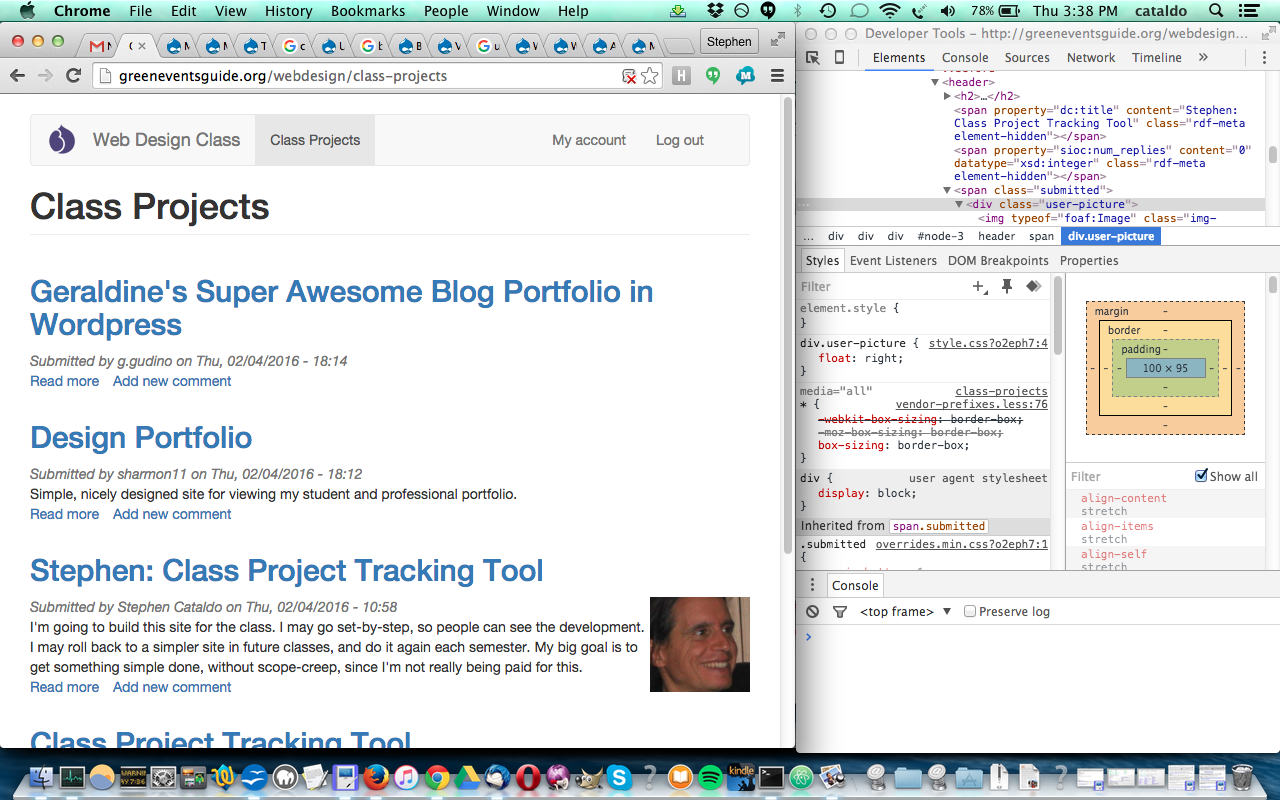 Chrome File Edit View History Bookmarks People Window Help 78% Thu 3:38 PM cataldo
M N G c U G b B V G u W W A M Stephen
Developer Tools - http://greeneventsguide.org/webdesign...
greeneventsguide.org/webdesign/class-projects
Elements Console Sources Network Timeline »
Web Design Class Class Projects My account Log out
Class Projects
Geraldine's Super Awesome Blog Portfolio in
Wordpress
Submitted by g.gudino on Thu, 02/04/2016 - 18:14
Read more Add new comment
Design Portfolio
Submitted by sharmon11 on Thu, 02/04/2016 - 18:12
Simple, nicely designed site for viewing my student and professional portfolio.
Read more Add new comment
Stephen: Class Project Tracking Tool
Submitted by Stephen Cataldo on Thu, 02/04/2016 - 10:58
I'm going to build this site for the class. I may go set-by-step, so people can see the development.
I may roll back to a simpler site in future classes, and do it again each semester. My big goal is to
get something simple done, without scope-creep, since I'm not really being paid for this.
Read more Add new comment
Class Project Tracking Tool
<header>
<h2>…</h2>
<span property="dc:title" content="Stephen:
Class Project Tracking Tool" class="rdf-meta
element-hidden"></span>
<span property="sioc:num_replies" content="0"
datatype="xsd:integer" class="rdf-meta
element-hidden"></span>
<span class="submitted">
<div class="user-picture">
<img typeof="foaf:Image" class="img-
... div div div #node-3 header span div.user-picture
Styles Event Listeners DOM Breakpoints Properties
Filter
element.style {
}
div.user-picture { style.css?o2eph7:4
float: right;
}
media="all" class-projects
* { vendor-prefixes.less:76
-webkit-box-sizing: border-box;
-moz-box-sizing: border-box;
box-sizing: border-box;
}
div { user agent stylesheet
display: block;
}
Inherited from span.submitted
.submitted overrides.min.css?o2eph7:1
{
margin -
border -
padding -
- - - 100 × 95 - - -
-
-
-
Filter Show all
align-content
stretch
align-items
stretch
align-self
stretch
Console
<top frame> Preserve log
>
kindle